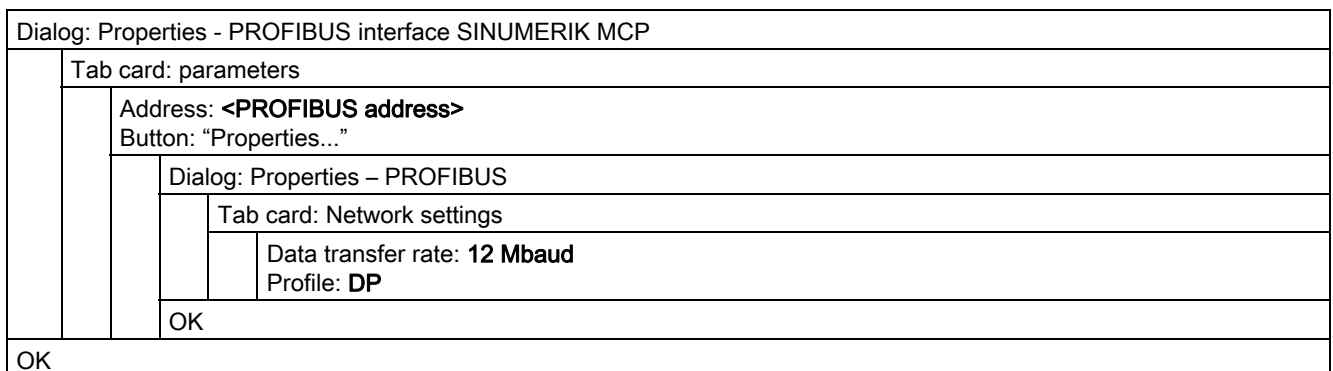 Dialog: Properties - PROFIBUS interface SINUMERIK MCP
Tab card: parameters
Address: <PROFIBUS address>
Button: “Properties...”
Dialog: Properties – PROFIBUS
Tab card: Network settings
Data transfer rate: 12 Mbaud
Profile: DP
OK
OK